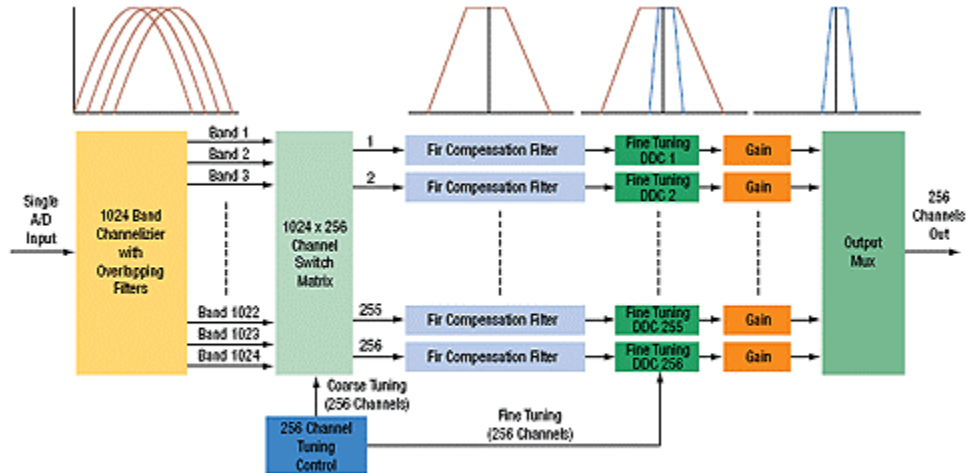 Single
A/D
Input
1024 Band
Channelizier
with
Overlapping
Filters
Band 1
Band 2
Band 3
Band 1022
Band 1023
Band 1024
1024 x 256
Channel
Switch
Matrix
1
2
255
256
Fir Compensation Filter
Fir Compensation Filter
Fir Compensation Filter
Fir Compensation Filter
Fine Tuning
DDC 1
Fine Tuning
DDC 2
Fine Tuning
DDC 255
Fine Tuning
DDC 256
Gain
Gain
Gain
Gain
Output
Mux
256
Channels
Out
Coarse Tuning
(256 Channels)
Fine Tuning
(256 Channels)
256 Channel
Tuning
Control